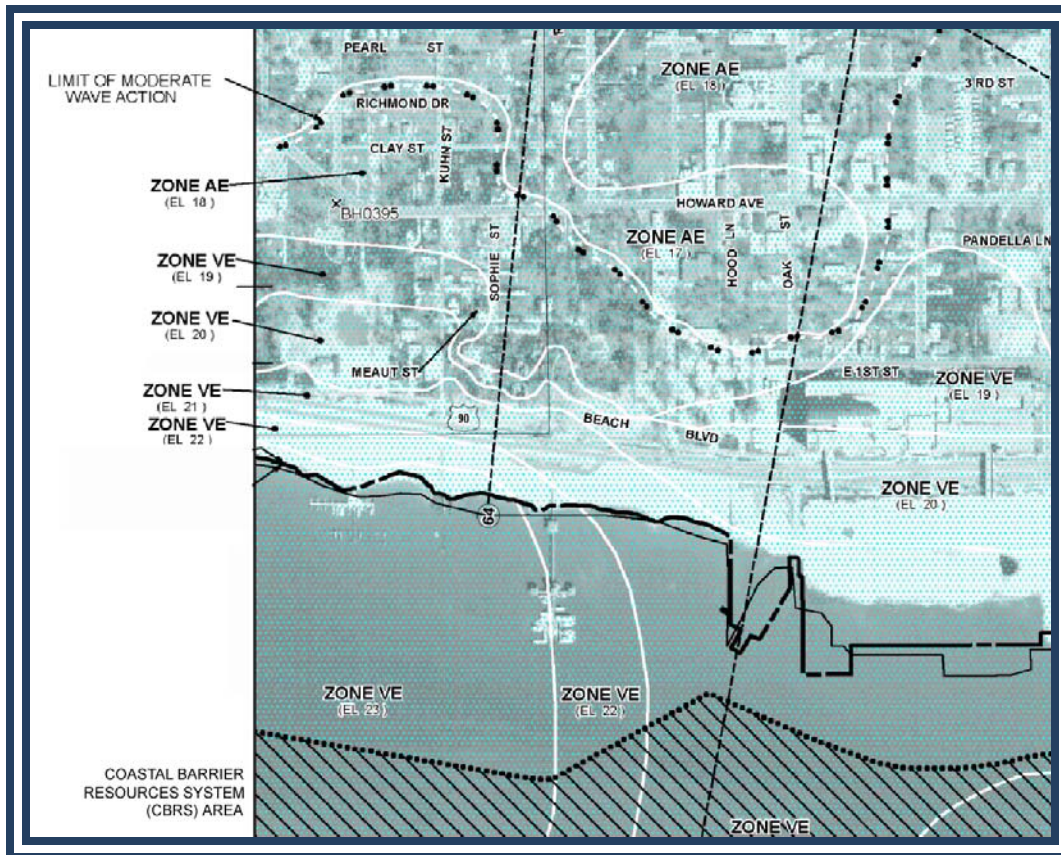 PEARL ST
LIMIT OF MODERATE
WAVE ACTION
RICHMOND DR
ZONE AE
(EL 18)
3 RD ST
CLAY ST
KUHN ST
ZONE AE
(EL 18)
BH0395
HOWARD AVE
SOPHIE ST
ZONE AE
(EL 17)
HOOD LN
OAK ST
PANDELLA LN
ZONE VE
(EL 19)
ZONE VE
(EL 20)
MEAUT ST
E 1ST ST
ZONE VE
(EL 19)
ZONE VE
(EL 21)
ZONE VE
(EL 22)
90
BEACH BLVD
ZONE VE
(EL 20)
64
ZONE VE
(EL 23)
ZONE VE
(EL 22)
COASTAL BARRIER
RESOURCES SYSTEM
(CBRS) AREA
ZONE VE